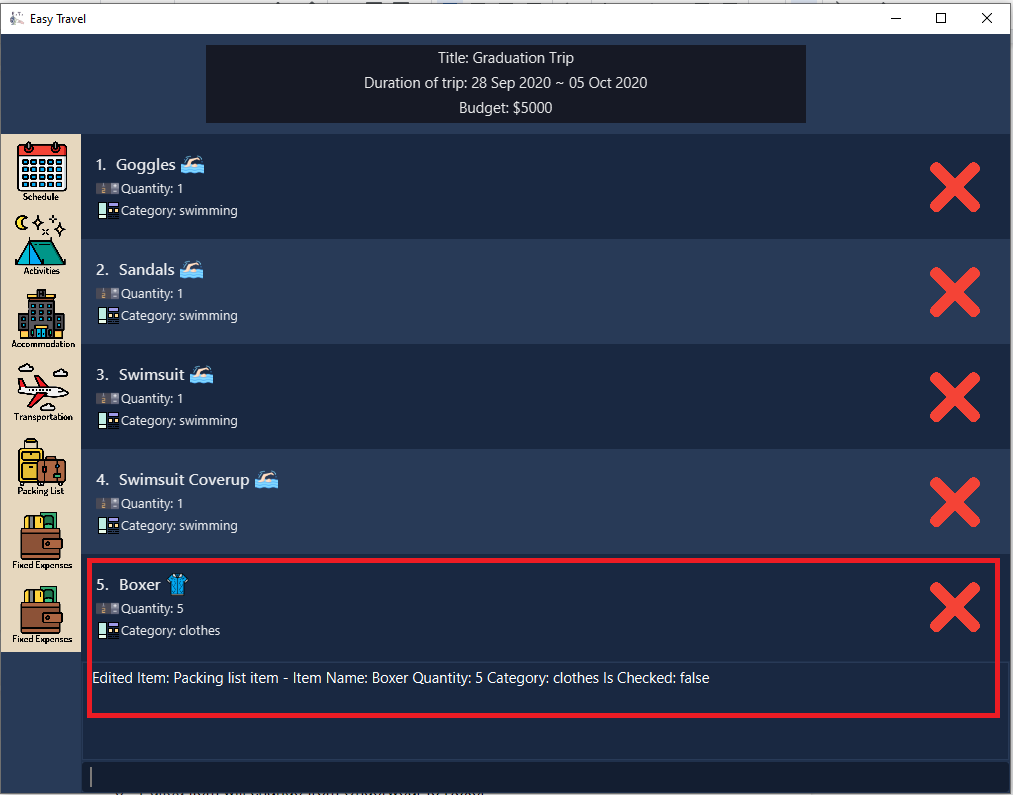 Easy Travel
Title: Graduation Trip
Duration of trip: 28 Sep 2020 ~ 05 Oct 2020
Budget: $5000
Schedule
Activities
Accommodation
Transportation
Packing List
Fixed Expenses
Fixed Expenses
1. Goggles
Quantity: 1
Category: swimming
2. Sandals
Quantity: 1
Category: swimming
3. Swimsuit
Quantity: 1
Category: swimming
4. Swimsuit Coverup
Quantity: 1
Category: swimming
5. Boxer
Quantity: 5
Category: clothes
Edited Item: Packing list item - Item Name: Boxer Quantity: 5 Category: clothes Is Checked: false